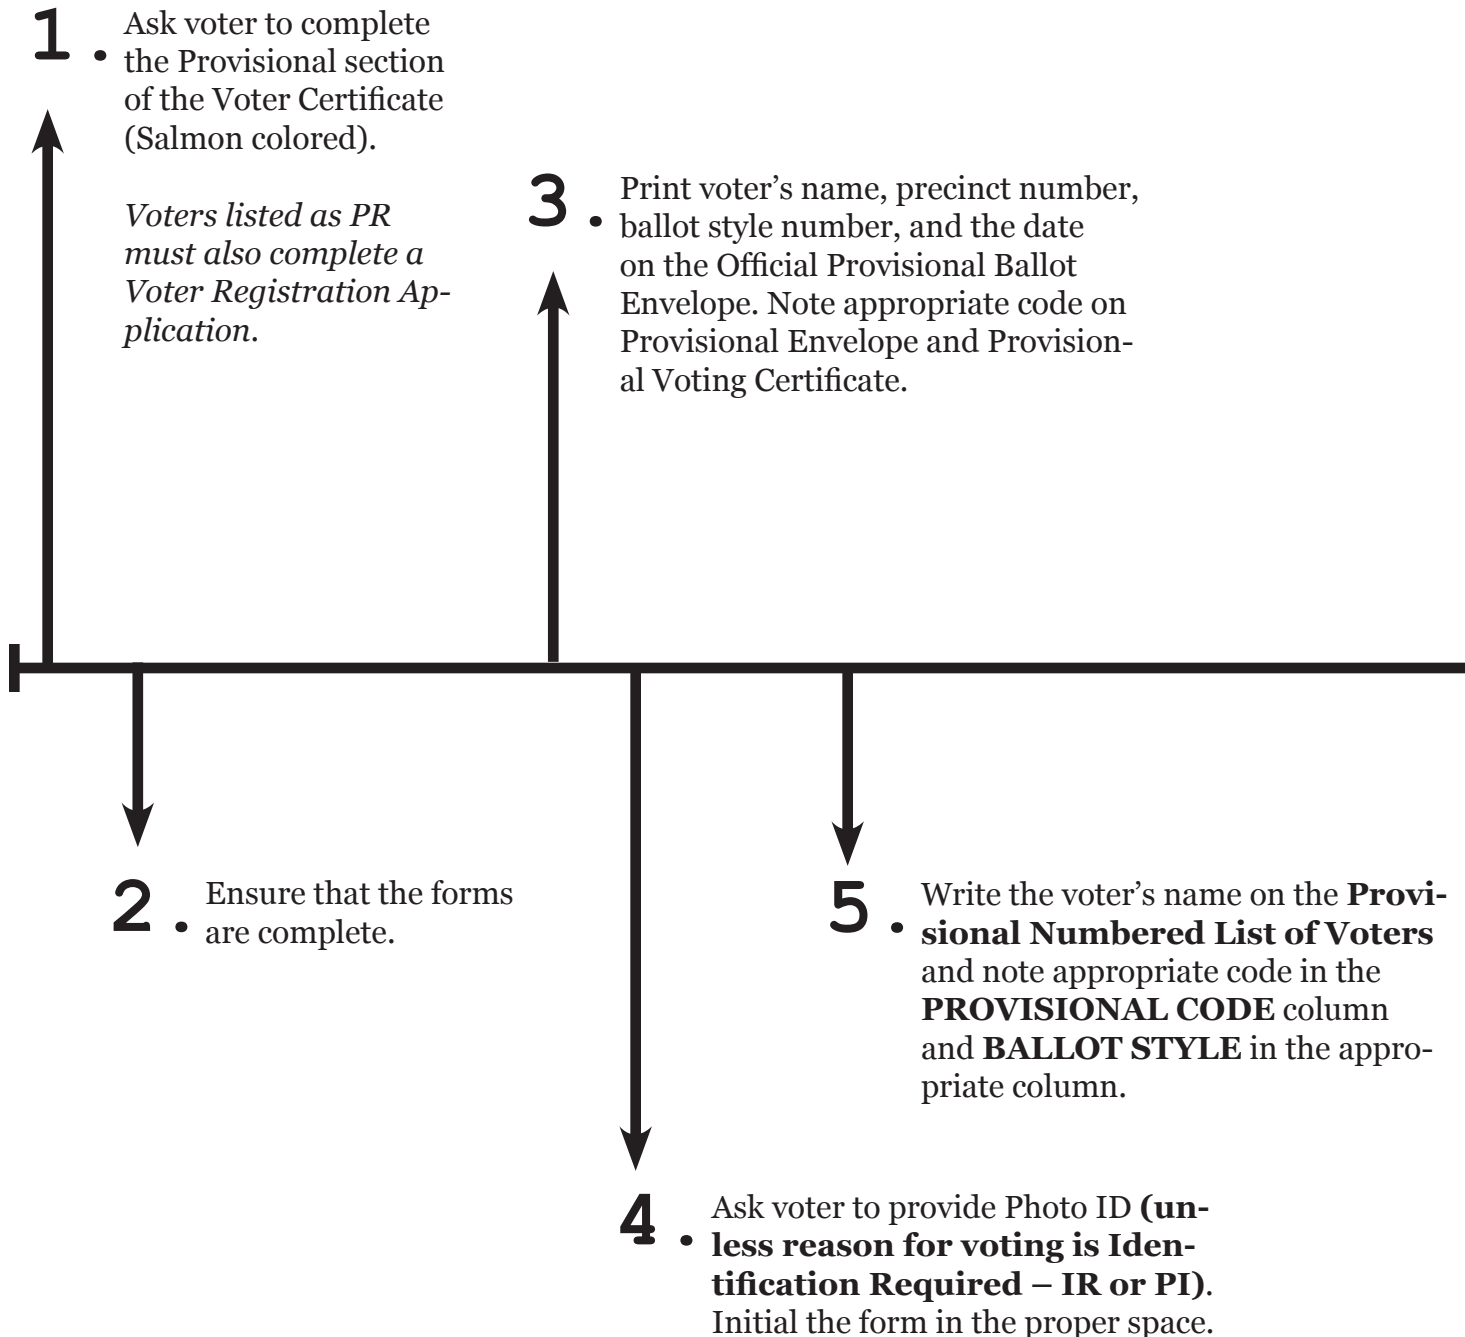 1. Ask voter to complete
the Provisional section
of the Voter Certificate
(Salmon colored).
Voters listed as PR
must also complete a
Voter Registration Ap-
plication.
2. Ensure that the forms
are complete.
3. Print voter’s name, precinct number,
ballot style number, and the date
on the Official Provisional Ballot
Envelope. Note appropriate code on
Provisional Envelope and Provision-
al Voting Certificate.
4. Ask voter to provide Photo ID (un-
less reason for voting is Iden-
tification Required – IR or PI).
Initial the form in the proper space.
5. Write the voter’s name on the Provi-
sional Numbered List of Voters
and note appropriate code in the
PROVISIONAL CODE column
and BALLOT STYLE in the appro-
priate column.